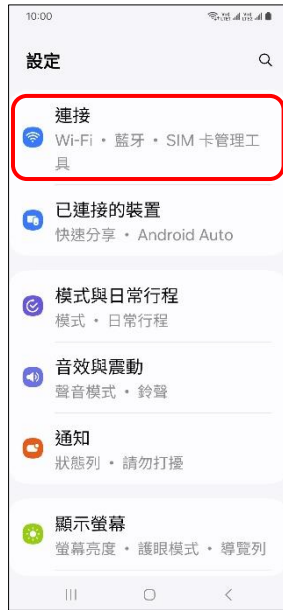 10:00
設定
連接
Wi-Fi • 藍牙 • SIM 卡管理工
具
已連接的裝置
快速分享 • Android Auto
模式與日常行程
模式 • 日常行程
音效與震動
聲音模式 • 鈴聲
通知
狀態列 • 請勿打擾
顯示螢幕
螢幕亮度 • 護眼模式 • 導覽列